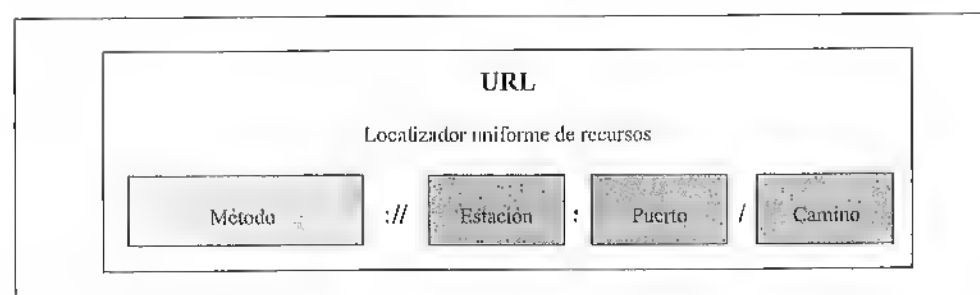 URL
Localizador uniforme de recursos
Método :// Estación : Puerto / Camino